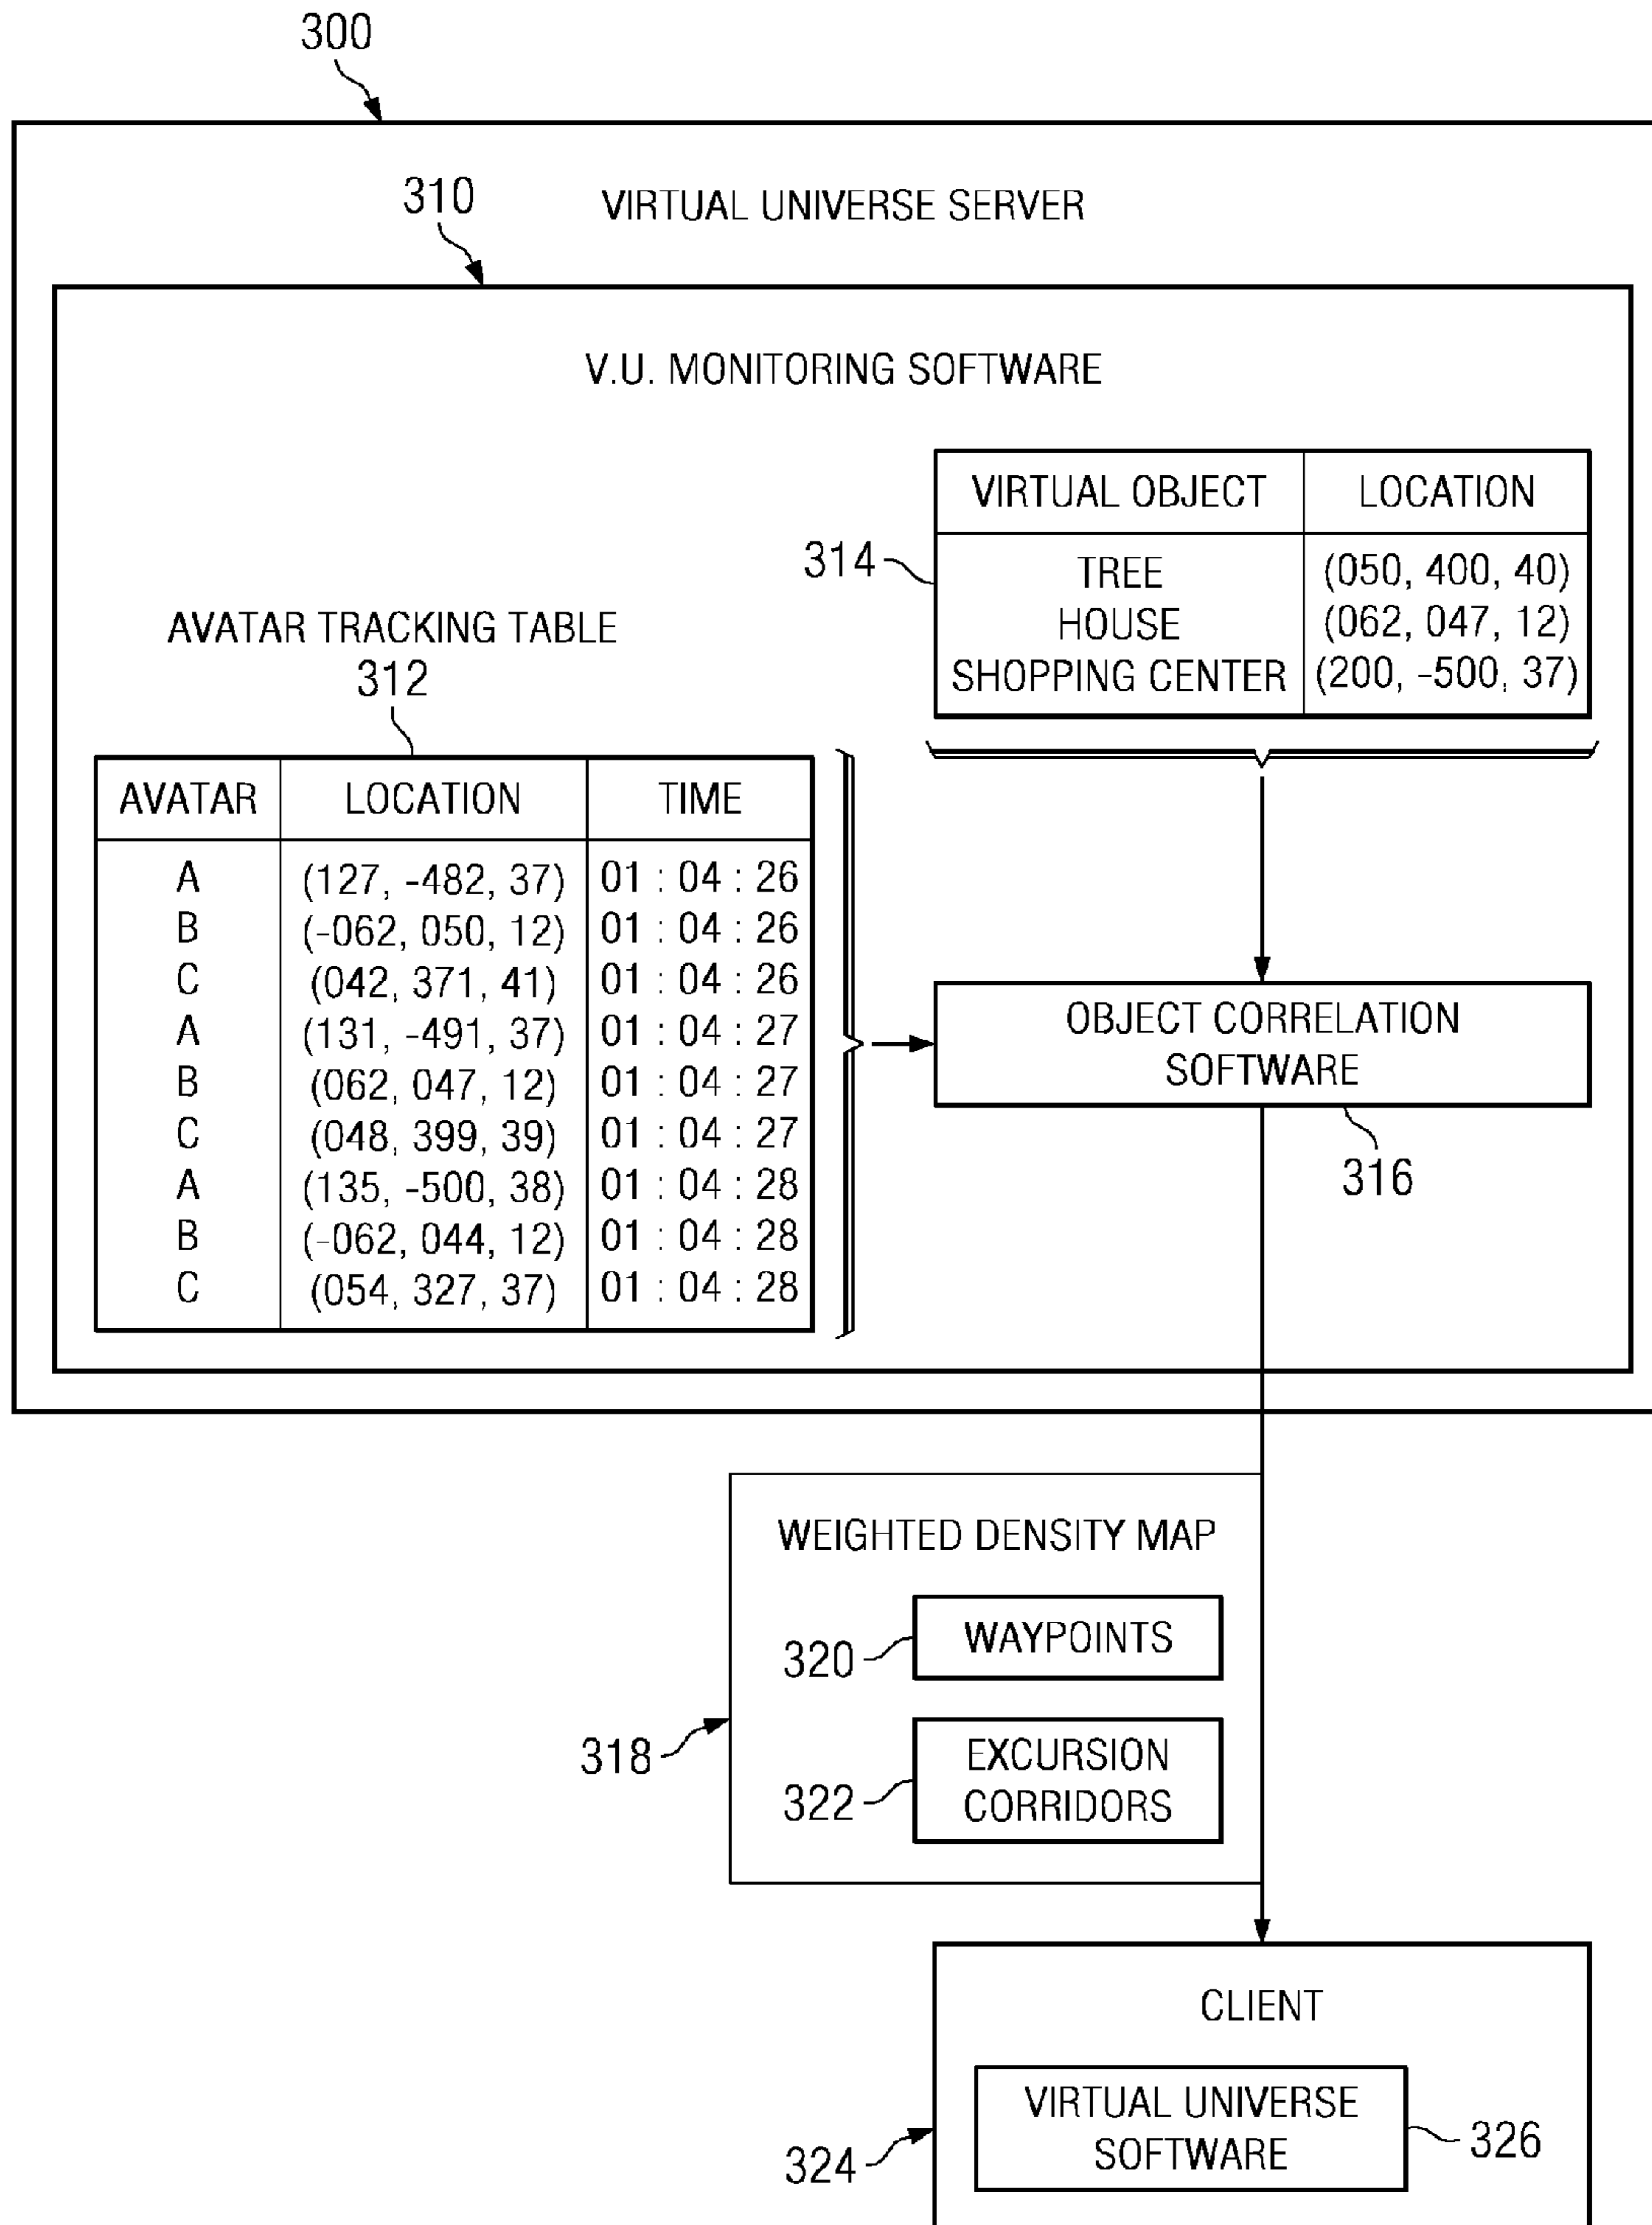 300
310
VIRTUAL UNIVERSE SERVER
V.U. MONITORING SOFTWARE
314
VIRTUAL OBJECT LOCATION
TREE (050, 400, 40)
HOUSE (062, 047, 12)
SHOPPING CENTER (200, -500, 37)
AVATAR TRACKING TABLE
312
AVATAR LOCATION TIME
A (127, -482, 37) 01 : 04 : 26
B (-062, 050, 12) 01 : 04 : 26
C (042, 371, 41) 01 : 04 : 26
A (131, -491, 37) 01 : 04 : 27
B (062, 047, 12) 01 : 04 : 27
C (048, 399, 39) 01 : 04 : 27
A (135, -500, 38) 01 : 04 : 28
B (-062, 044, 12) 01 : 04 : 28
C (054, 327, 37) 01 : 04 : 28
OBJECT CORRELATION
SOFTWARE
316
WEIGHTED DENSITY MAP
320
WAYPOINTS
318
322
EXCURSION
CORRIDORS
CLIENT
324
VIRTUAL UNIVERSE
SOFTWARE
326